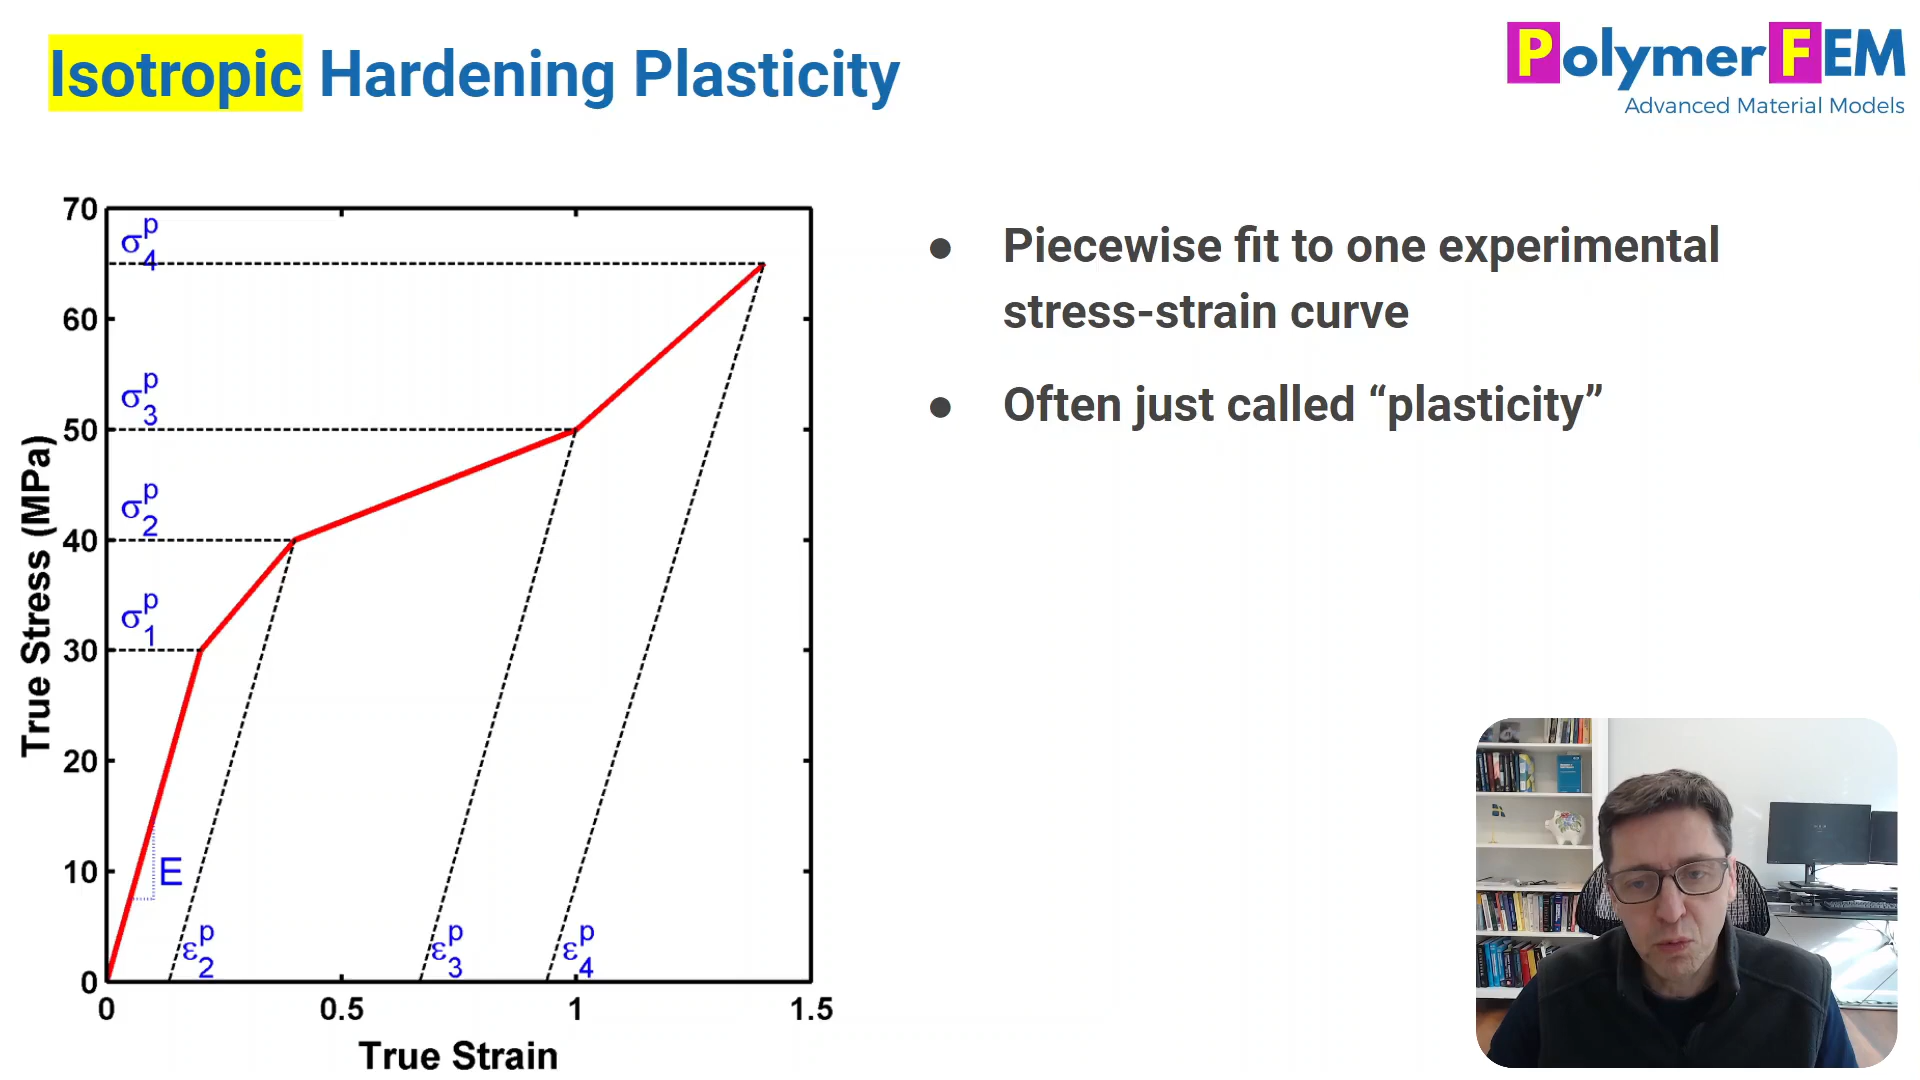 Isotropic Hardening Plasticity
PolymerFEM
Advanced Material Models
● Piecewise fit to one experimental
stress-strain curve
● Often just called “plasticity”
70
60
50
40
30
20
10
0
True Stress (MPa)
σ₄ᵖ
σ₃ᵖ
σ₂ᵖ
σ₁ᵖ
E
ε₂ᵖ
ε₃ᵖ
ε₄ᵖ
0 0.5 1 1.5
True Strain